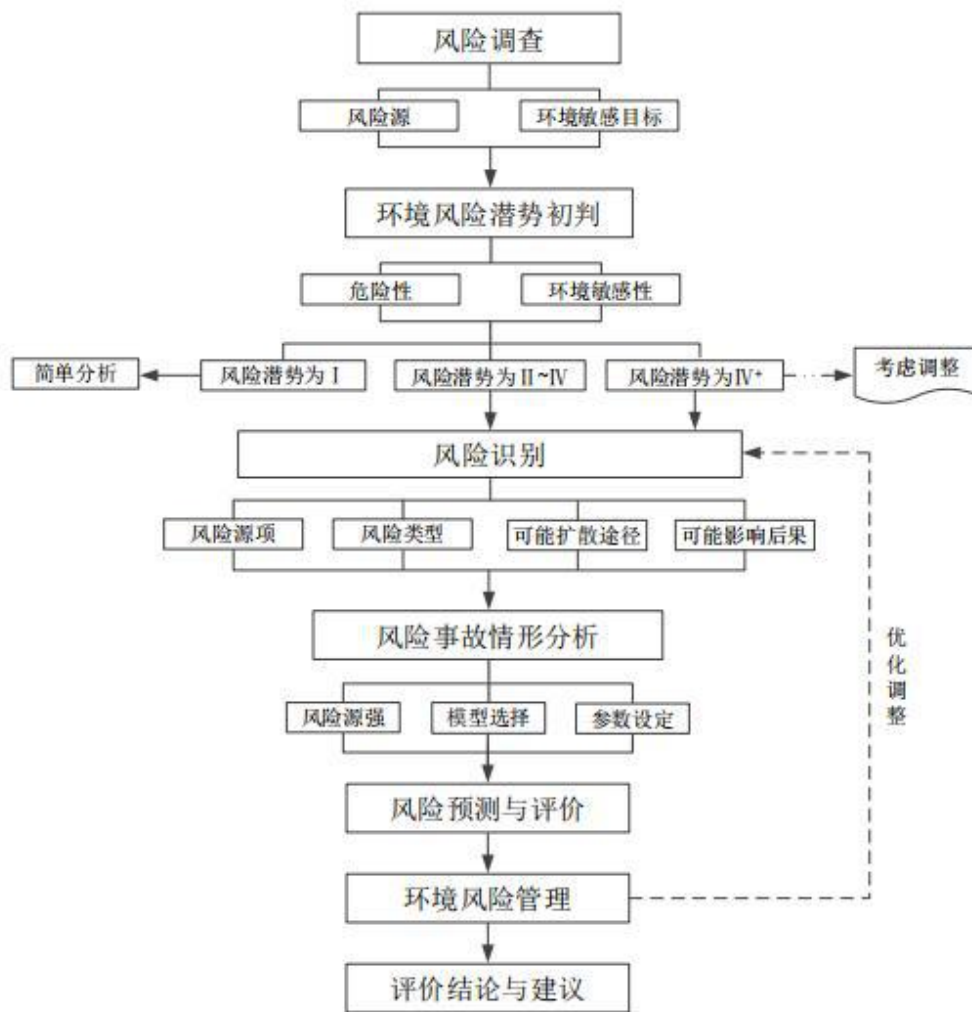 风险调查
风险源
环境敏感目标
环境风险潜势初判
危险性
环境敏感性
简单分析
风险潜势为Ⅰ
风险潜势为Ⅱ~Ⅳ
风险潜势为Ⅳ+
考虑调整
风险识别
风险源项
风险类型
可能扩散途径
可能影响后果
风险事故情形分析
优化调整
风险源强
模型选择
参数设定
风险预测与评价
环境风险管理
评价结论与建议